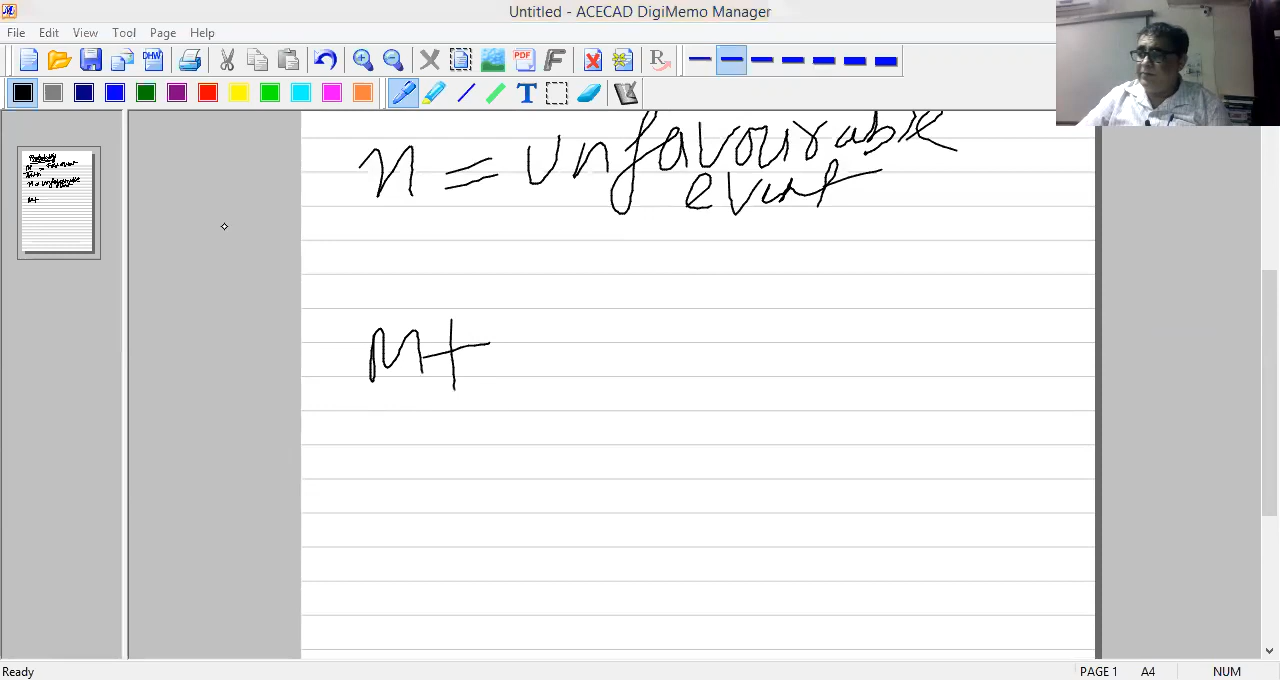 Untitled - ACECAD DigiMemo Manager
File Edit View Tool Page Help
n = unfavourable
event
M+
Ready
PAGE 1 A4 NUM